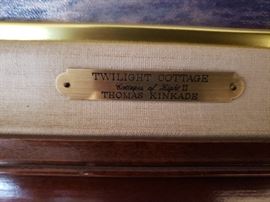 TWILIGHT COTTAGE
Cottages of Light II
THOMAS KINKADE